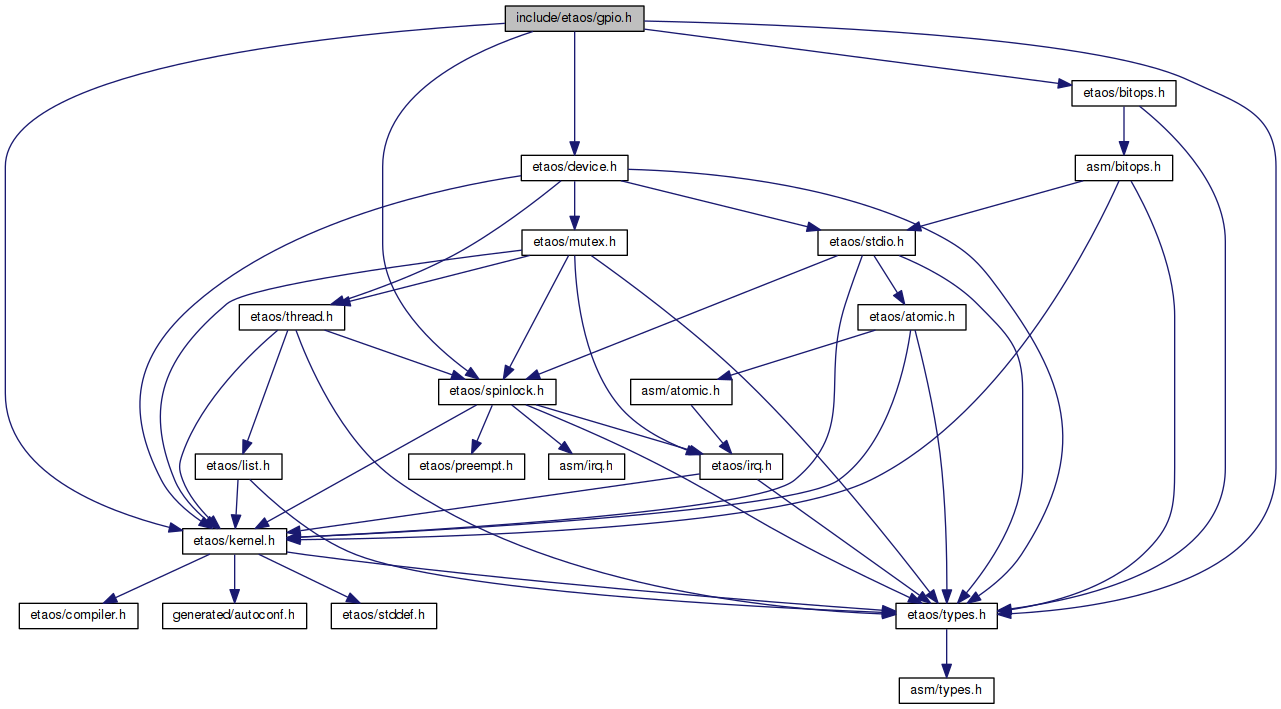 include/etaos/gpio.h
etaos/bitops.h
etaos/device.h
asm/bitops.h
etaos/mutex.h
etaos/stdio.h
etaos/thread.h
etaos/atomic.h
etaos/spinlock.h
asm/atomic.h
etaos/list.h
etaos/preempt.h
asm/irq.h
etaos/irq.h
etaos/kernel.h
etaos/compiler.h
generated/autoconf.h
etaos/stddef.h
etaos/types.h
asm/types.h